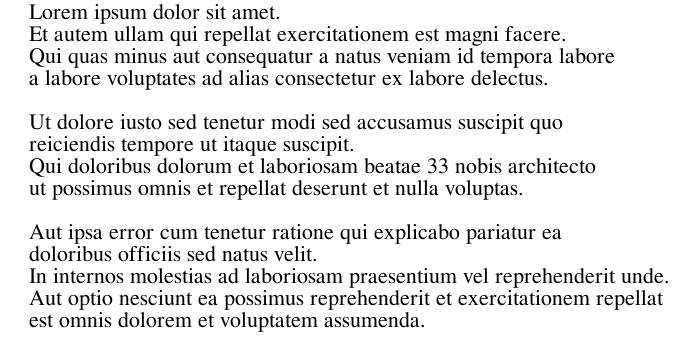 Lorem ipsum dolor sit amet.
Et autem ullam qui repellat exercitationem est magni facere.
Qui quas minus aut consequatur a natus veniam id tempora labore
a labore voluptates ad alias consectetur ex labore delectus.

Ut dolore iusto sed tenetur modi sed accusamus suscipit quo
reiciendis tempore ut itaque suscipit.
Qui doloribus dolorum et laboriosam beatae 33 nobis architecto
ut possimus omnis et repellat deserunt et nulla voluptas.

Aut ipsa error cum tenetur ratione qui explicabo pariatur ea
doloribus officiis sed natus velit.
In internos molestias ad laboriosam praesentium vel reprehenderit unde.
Aut optio nesciunt ea possimus reprehenderit et exercitationem repellat
est omnis dolorem et voluptatem assumenda.